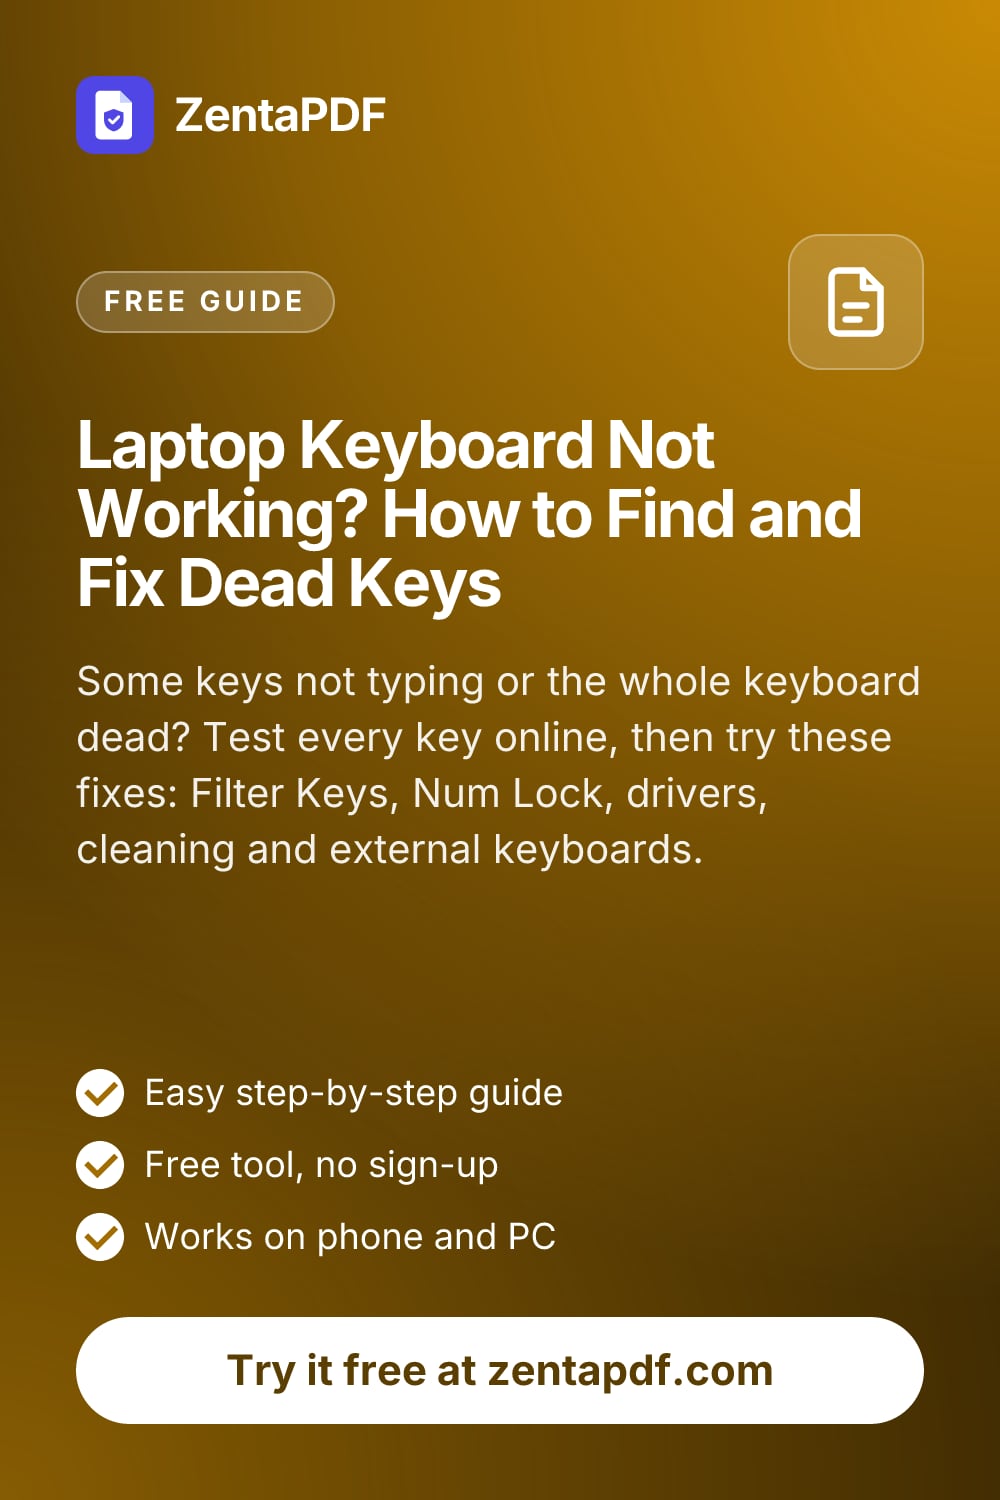 ZentaPDF
FREE GUIDE
Laptop Keyboard Not
Working? How to Find and
Fix Dead Keys
Some keys not typing or the whole keyboard
dead? Test every key online, then try these
fixes: Filter Keys, Num Lock, drivers,
cleaning and external keyboards.
Easy step-by-step guide
Free tool, no sign-up
Works on phone and PC
Try it free at zentapdf.com